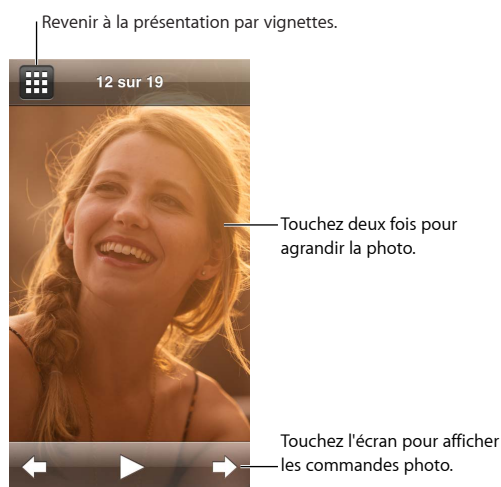 Revenir à la présentation par vignettes.
12 sur 19
Touchez deux fois pour
agrandir la photo.
Touchez l'écran pour afficher
les commandes photo.